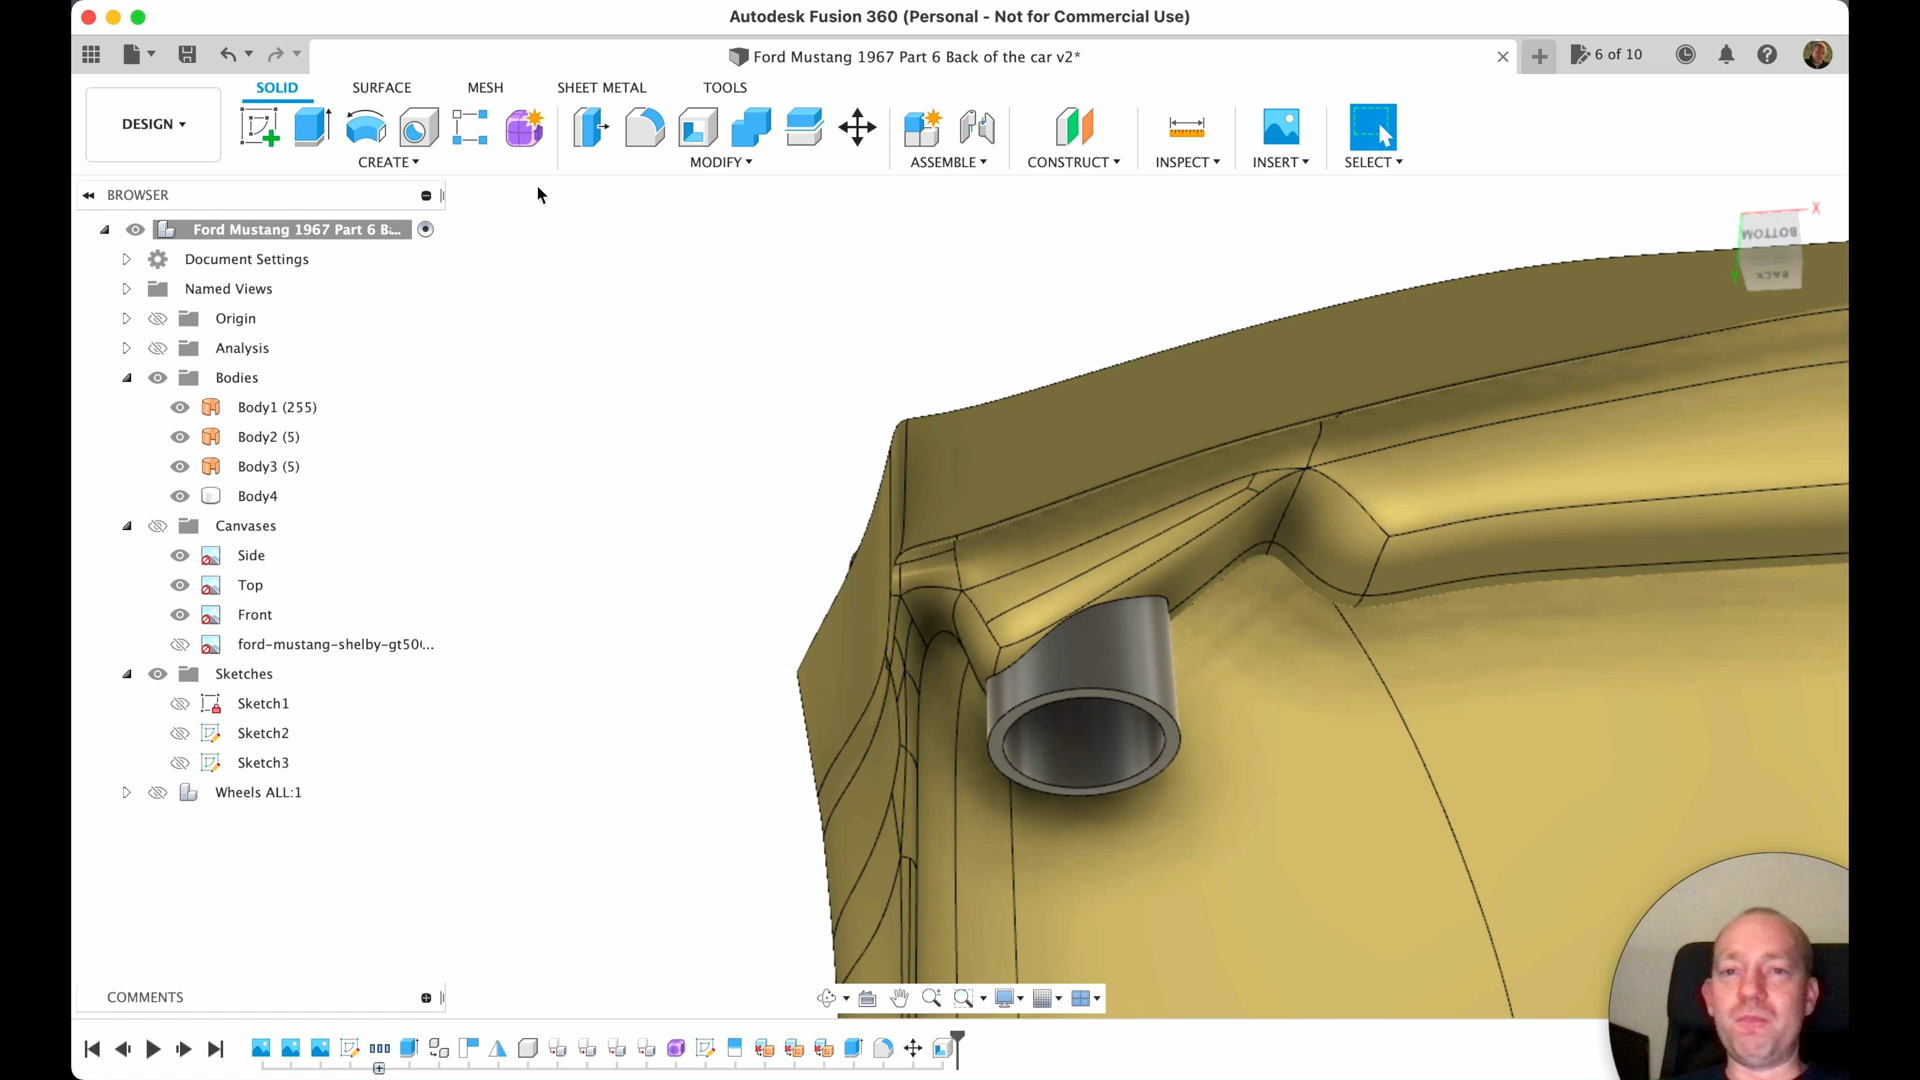 Autodesk Fusion 360 (Personal - Not for Commercial Use)
Ford Mustang 1967 Part 6 Back of the car v2*
6 of 10
SOLID
SURFACE
MESH
SHEET METAL
TOOLS
DESIGN
CREATE
MODIFY
ASSEMBLE
CONSTRUCT
INSPECT
INSERT
SELECT
BROWSER
Ford Mustang 1967 Part 6 B...
Document Settings
Named Views
Origin
Analysis
Bodies
Body1 (255)
Body2 (5)
Body3 (5)
Body4
Canvases
Side
Top
Front
ford-mustang-shelby-gt50(...
Sketches
Sketch1
Sketch2
Sketch3
Wheels ALL:1
X
BOTTOM
BACK
Y
COMMENTS